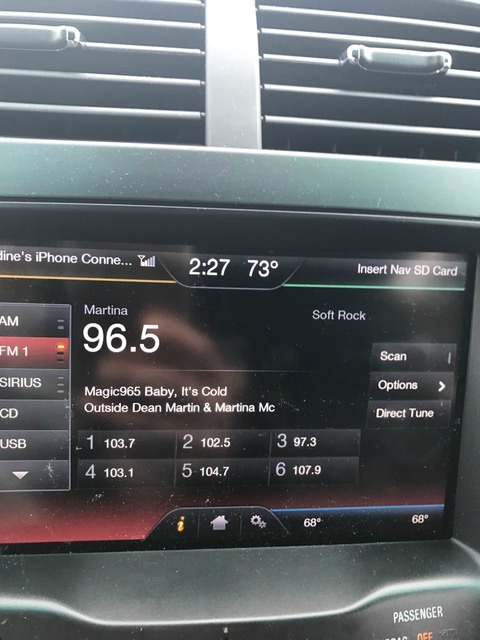 dine's iPhone Conne...
2:27 73°
Insert Nav SD Card
AM
FM 1
SIRIUS
CD
USB
Martina
96.5
Soft Rock
Magic965 Baby, It's Cold
Outside Dean Martin & Martina Mc
1 103.7 2 102.5 3 97.3
4 103.1 5 104.7 6 107.9
Scan
Options
Direct Tune
i
68°
68°
PASSENGER
OFF